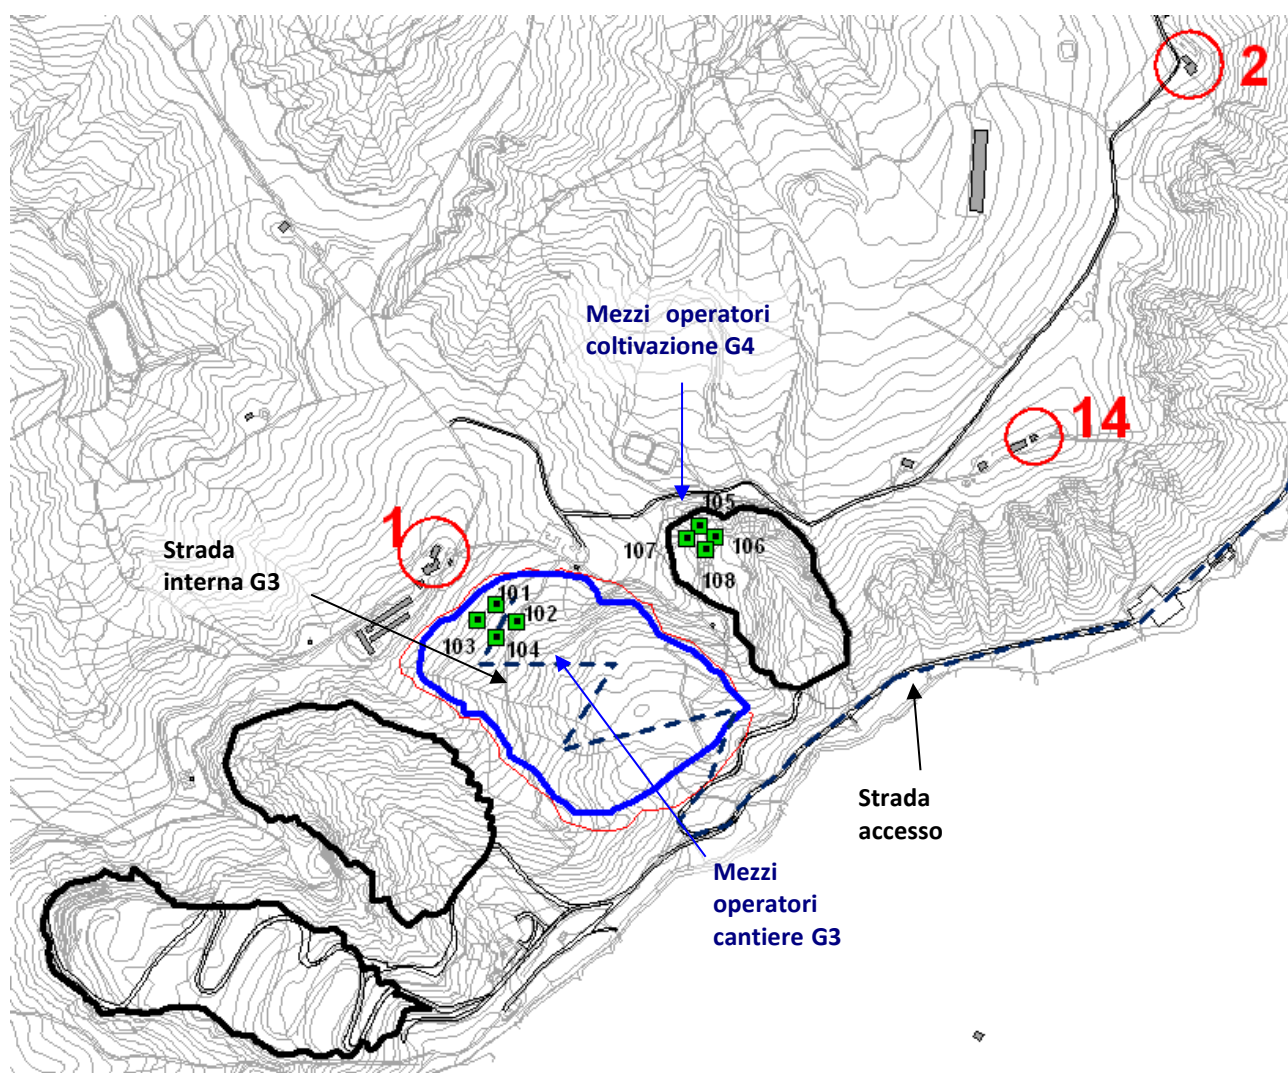 2
Mezzi operatori
coltivazione G4
14
105
1
107
106
Strada
interna G3
108
101
102
103
104
Strada
accesso
Mezzi
operatori
cantiere G3